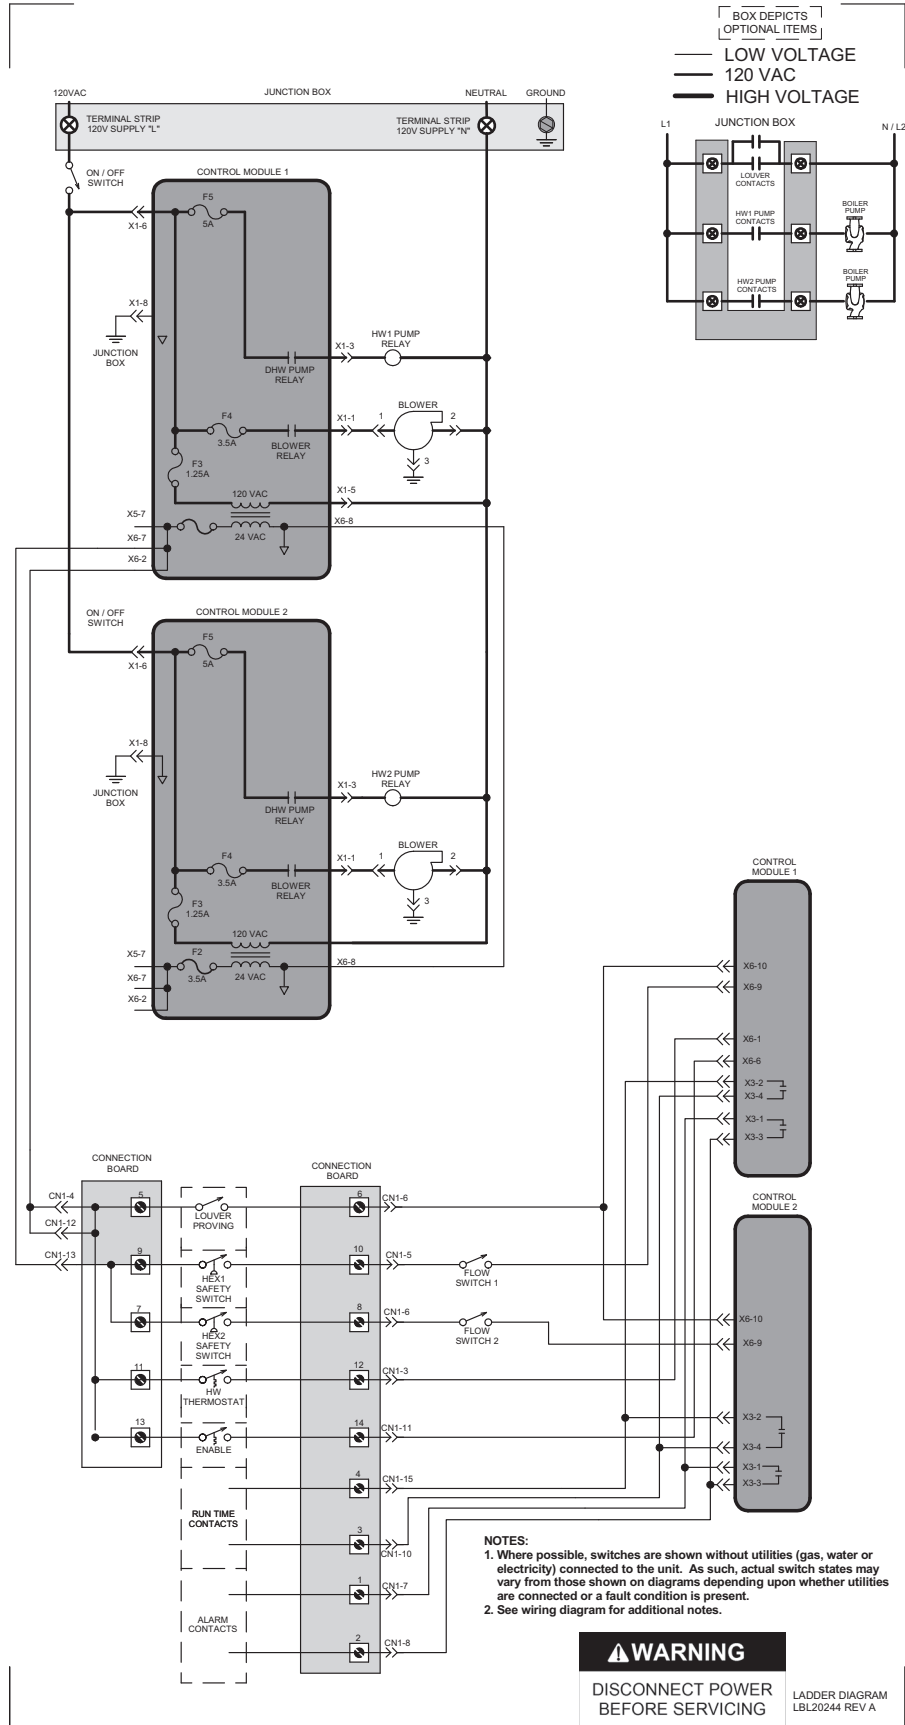 BOX DEPICTS
OPTIONAL ITEMS
LOW VOLTAGE
120 VAC
HIGH VOLTAGE
120VAC
JUNCTION BOX
NEUTRAL
GROUND
TERMINAL STRIP
120V SUPPLY "L"
TERMINAL STRIP
120V SUPPLY "N"
L1
JUNCTION BOX
N / L2
LOUVER
CONTACTS
HW1 PUMP
CONTACTS
BOILER
PUMP
HW2 PUMP
CONTACTS
BOILER
PUMP
ON / OFF
SWITCH
CONTROL MODULE 1
F5
5A
X1-6
X1-8
JUNCTION
BOX
X1-3
HW1 PUMP
RELAY
DHW PUMP
RELAY
F4
3.5A
BLOWER
RELAY
X1-1
1
BLOWER
2
3
F3
1.25A
120 VAC
X1-5
X5-7
X6-7
X6-2
24 VAC
X6-8
ON / OFF
SWITCH
CONTROL MODULE 2
F5
5A
X1-6
X1-8
JUNCTION
BOX
X1-3
HW2 PUMP
RELAY
DHW PUMP
RELAY
F4
3.5A
BLOWER
RELAY
X1-1
1
BLOWER
2
3
F3
1.25A
120 VAC
X5-7
X6-7
X6-2
F2
3.5A
24 VAC
X6-8
CONTROL
MODULE 1
X6-10
X6-9
X6-1
X6-6
X3-2
X3-4
X3-1
X3-3
CONTROL
MODULE 2
X6-10
X6-9
X3-2
X3-4
X3-1
X3-3
CONNECTION
BOARD
CONNECTION
BOARD
CN1-4
CN1-12
CN1-13
5
LOUVER
PROVING
6
CN1-6
9
HEX1
SAFETY
SWITCH
10
CN1-5
FLOW
SWITCH 1
7
HEX2
SAFETY
SWITCH
8
CN1-6
FLOW
SWITCH 2
11
HW
THERMOSTAT
12
CN1-3
13
ENABLE
14
CN1-11
RUN TIME
CONTACTS
4
CN1-15
3
CN1-10
ALARM
CONTACTS
1
CN1-7
2
CN1-8
NOTES:
1. Where possible, switches are shown without utilities (gas, water or
electricity) connected to the unit. As such, actual switch states may
vary from those shown on diagrams depending upon whether utilities
are connected or a fault condition is present.
2. See wiring diagram for additional notes.
WARNING
DISCONNECT POWER
BEFORE SERVICING
LADDER DIAGRAM
LBL20244 REV A